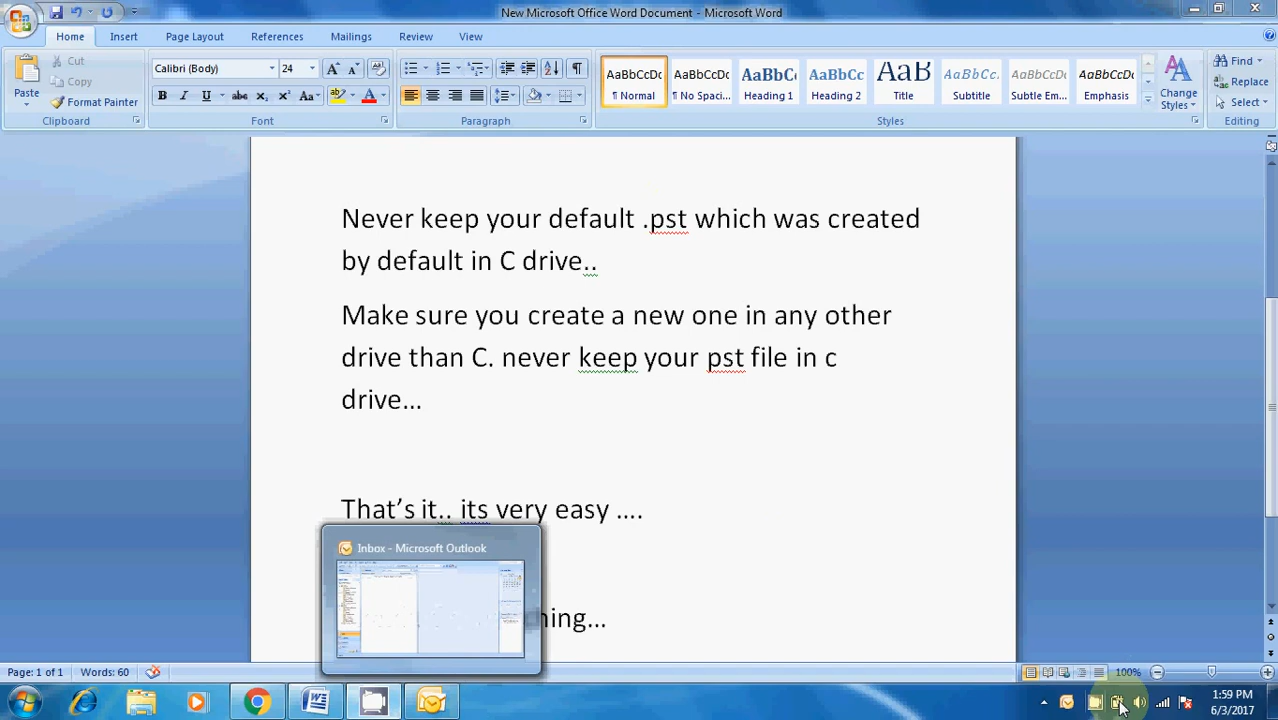 New Microsoft Office Word Document - Microsoft Word
Home Insert Page Layout References Mailings Review View
Paste
Cut
Copy
Format Painter
Clipboard
Calibri (Body) 24
B I U abc X₂ X² Aa
Font
Paragraph
AaBbCcDc AaBbCcDc AaBbC AaBbCc AaB AaBbCc. AaBbCcDc AaBbCcDc
¶ Normal ¶ No Spaci... Heading 1 Heading 2 Title Subtitle Subtle Em... Emphasis
Change Styles
Styles
Find
Replace
Select
Editing
Never keep your default .pst which was created
by default in C drive..
Make sure you create a new one in any other
drive than C. never keep your pst file in c
drive...
That's it.. its very easy ....
Inbox - Microsoft Outlook
hing...
Page: 1 of 1 Words: 60
100%
1:59 PM
6/3/2017